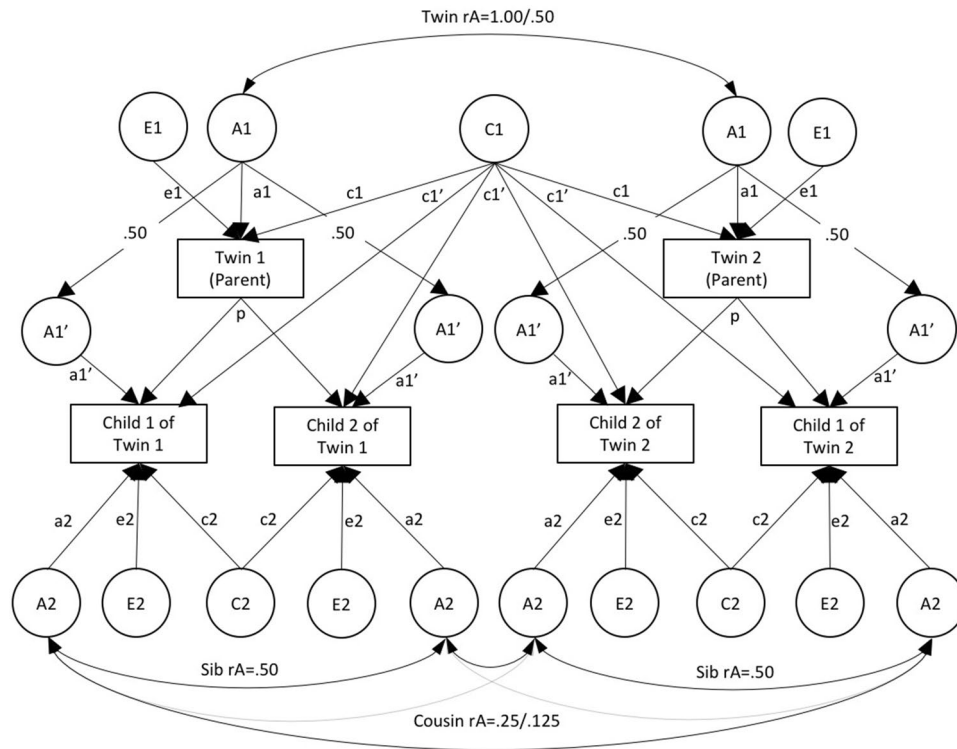 Twin rA=1.00/.50
E1 A1 C1 A1 E1
e1 a1 c1 c1’ c1’ c1’ c1 a1 e1
.50 .50 .50 .50
Twin 1
(Parent)
Twin 2
(Parent)
A1’ p A1’ A1’ p A1’
a1’ a1’ a1’ a1’
Child 1 of
Twin 1
Child 2 of
Twin 1
Child 2 of
Twin 2
Child 1 of
Twin 2
a2 e2 c2 c2 e2 a2 a2 e2 c2 c2 e2 a2
A2 E2 C2 E2 A2 A2 E2 C2 E2 A2
Sib rA=.50 Sib rA=.50
Cousin rA=.25/.125